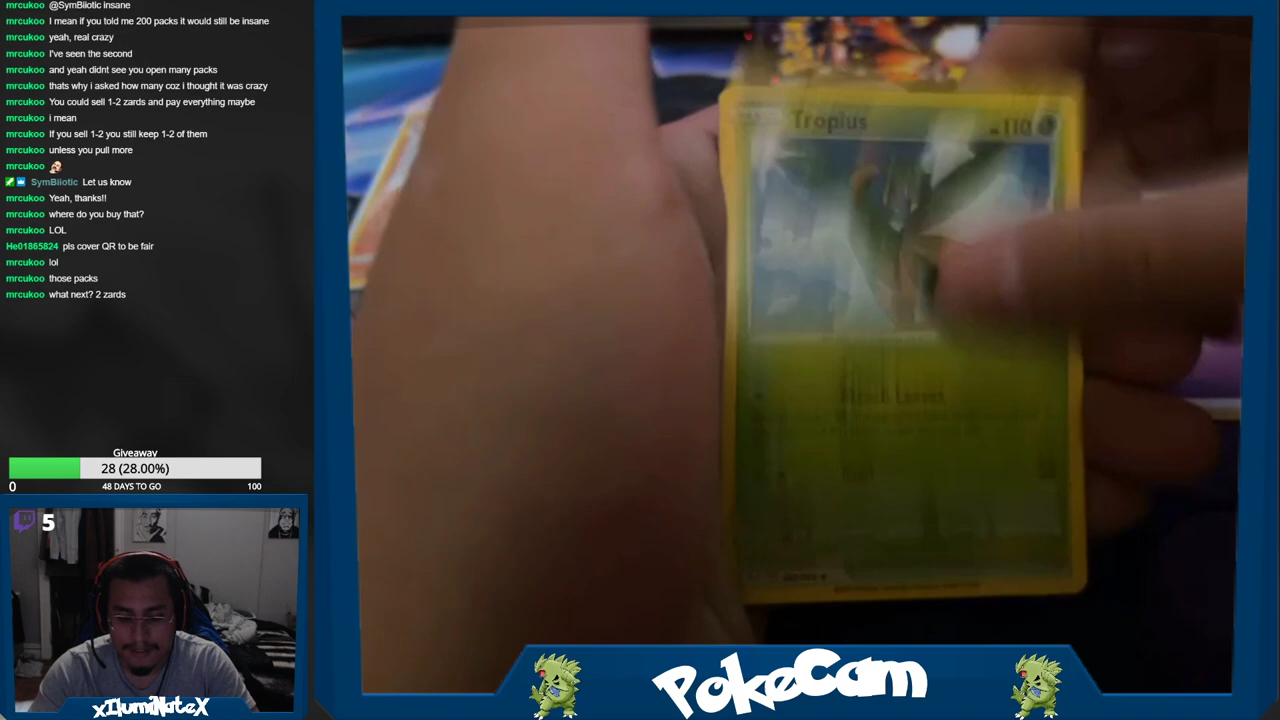 mrcukoo @SymBiiotic insane
mrcukoo I mean if you told me 200 packs it would still be insane
mrcukoo yeah, real crazy
mrcukoo I've seen the second
mrcukoo and yeah didnt see you open many packs
mrcukoo thats why i asked how many coz i thought it was crazy
mrcukoo You could sell 1-2 zards and pay everything maybe
mrcukoo i mean
mrcukoo If you sell 1-2 you still keep 1-2 of them
mrcukoo unless you pull more
mrcukoo
SymBiiotic Let us know
mrcukoo Yeah, thanks!!
mrcukoo where do you buy that?
mrcukoo LOL
He01865824 pls cover QR to be fair
mrcukoo lol
mrcukoo those packs
mrcukoo what next? 2 zards
Giveaway
28 (28.00%)
0 48 DAYS TO GO 100
5
xIlumiNateX
Tropius 110
PokeCam